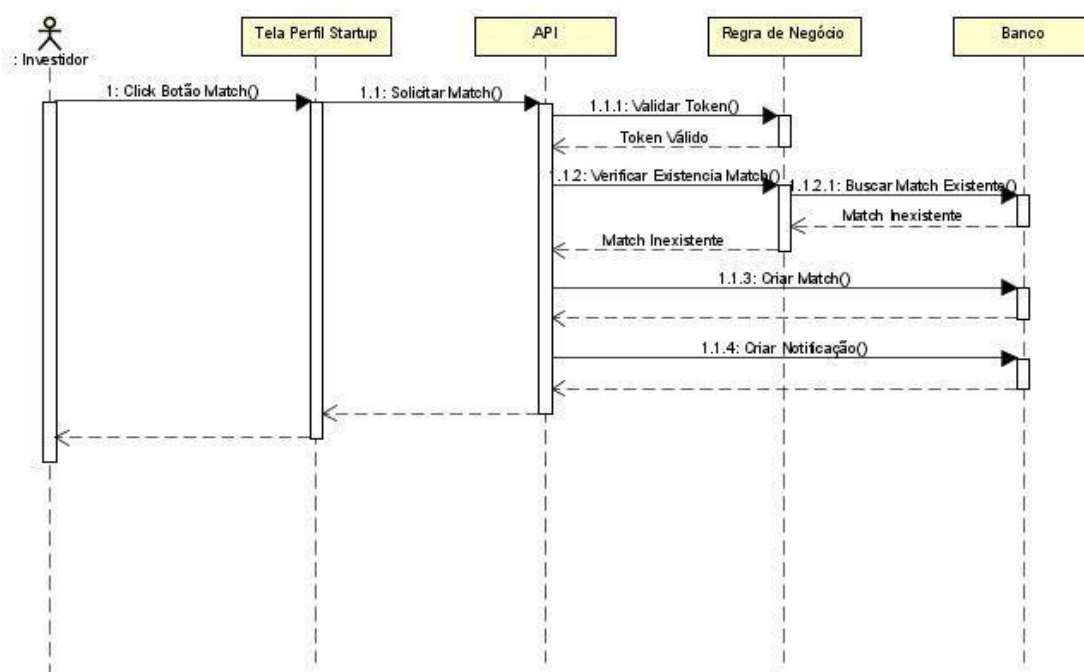 : Investidor
Tela Perfil Startup
API
Regra de Negócio
Banco
1: Click Botão Match()
1.1: Solicitar Match()
1.1.1: Validar Token()
Token Válido
1.1.2: Verificar Existencia Match()
1.1.2.1: Buscar Match Existente()
Match Inexistente
Match Inexistente
1.1.3: Criar Match()
1.1.4: Criar Notificação()